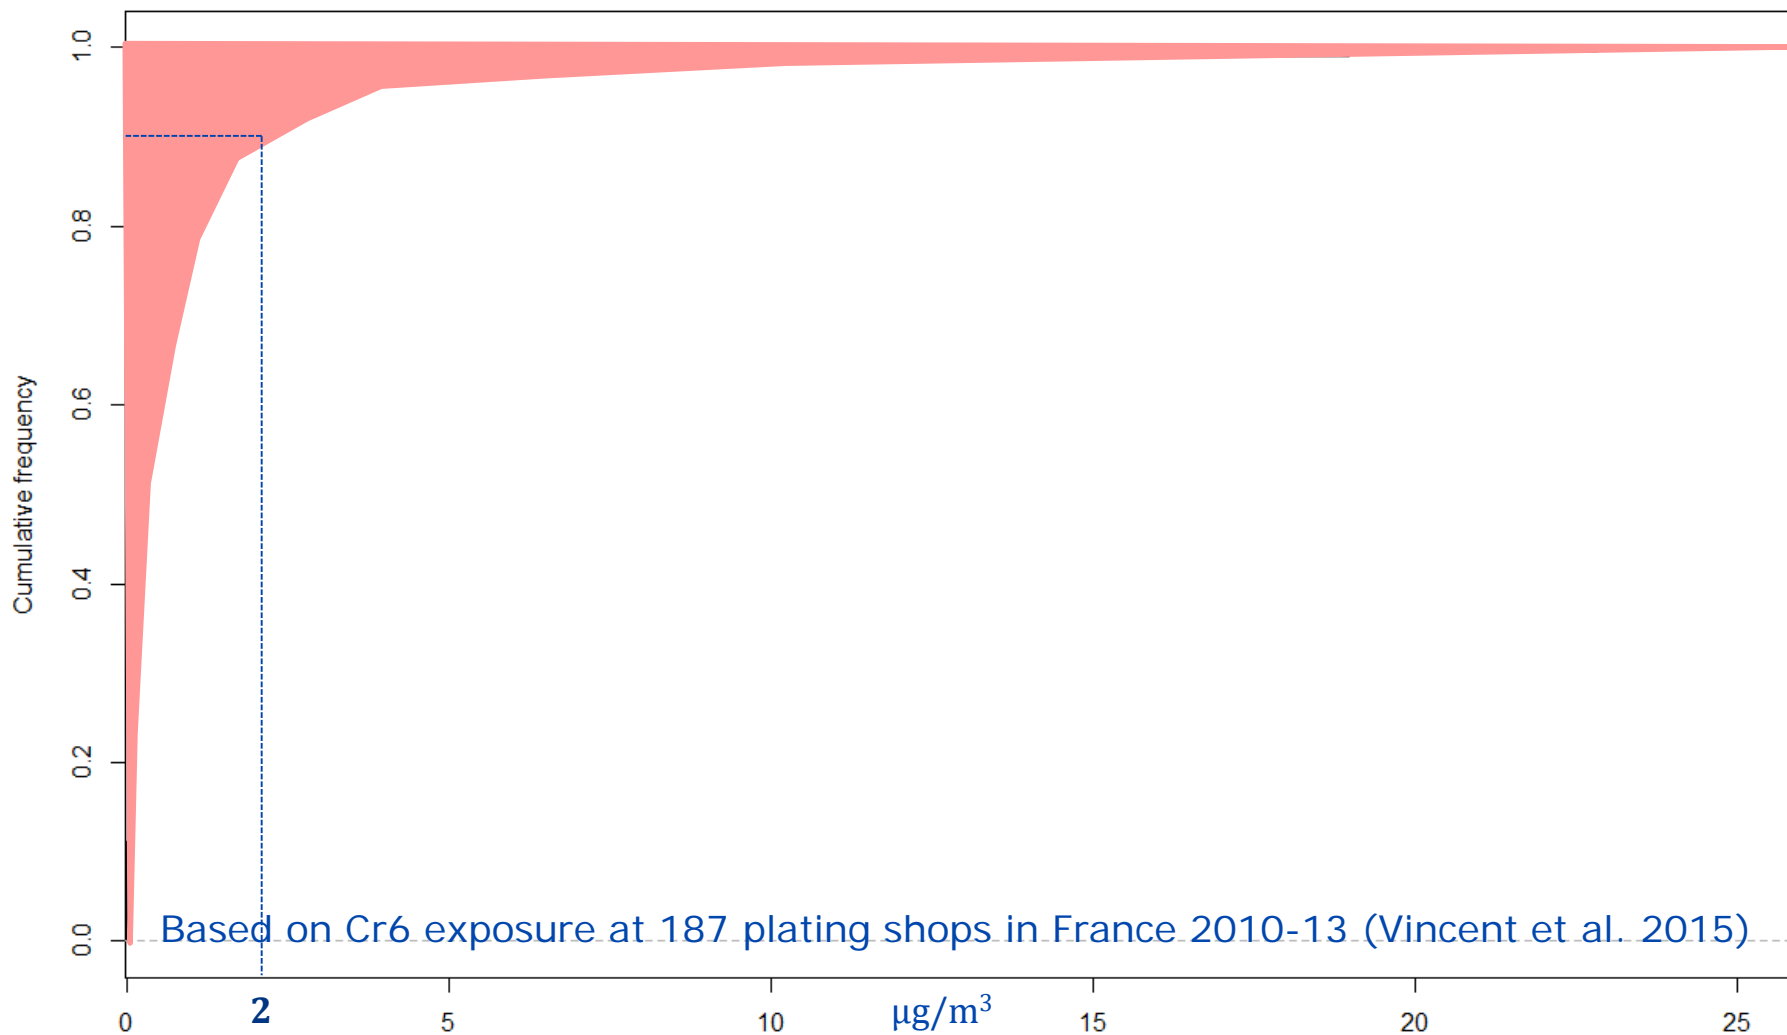 1.0
0.8
0.6
0.4
0.2
0.0
Cumulative frequency
Based on Cr6 exposure at 187 plating shops in France 2010-13 (Vincent et al. 2015)
0 2 5 10 µg/m³ 15 20 25